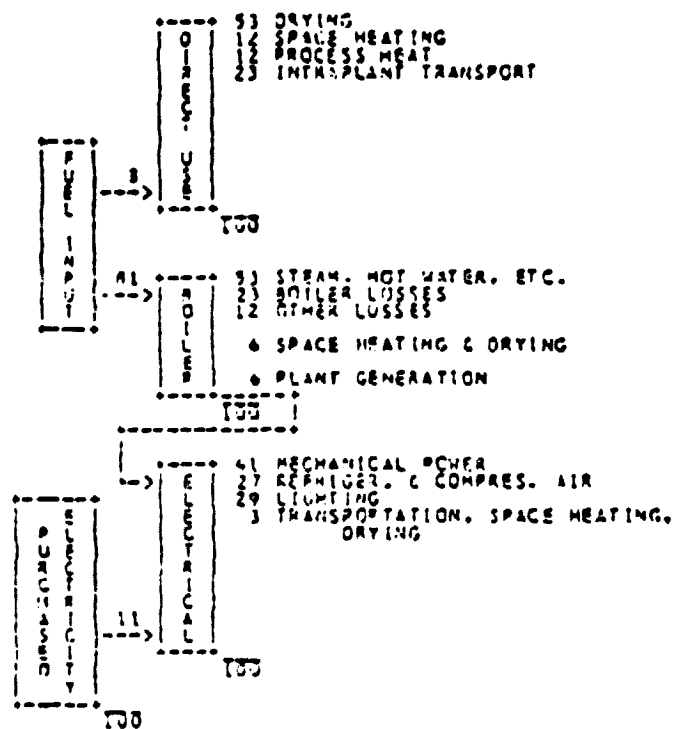 53 DRYING
12 SPACE HEATING
12 PROCESS HEAT
23 INTRAPLANT TRANSPORT
DIRECT USE
FUEL INPUT
8
100
81
BOILER
53 STEAM, HOT WATER, ETC.
23 BOILER LOSSES
12 OTHER LOSSES
6 SPACE HEATING & DRYING
6 PLANT GENERATION
100
41 MECHANICAL POWER
27 REFRIGER. & COMPRES. AIR
29 LIGHTING
3 TRANSPORTATION, SPACE HEATING,
DRYING
ELECTRICAL
PURCHASED
ELECTRICITY
11
100
100